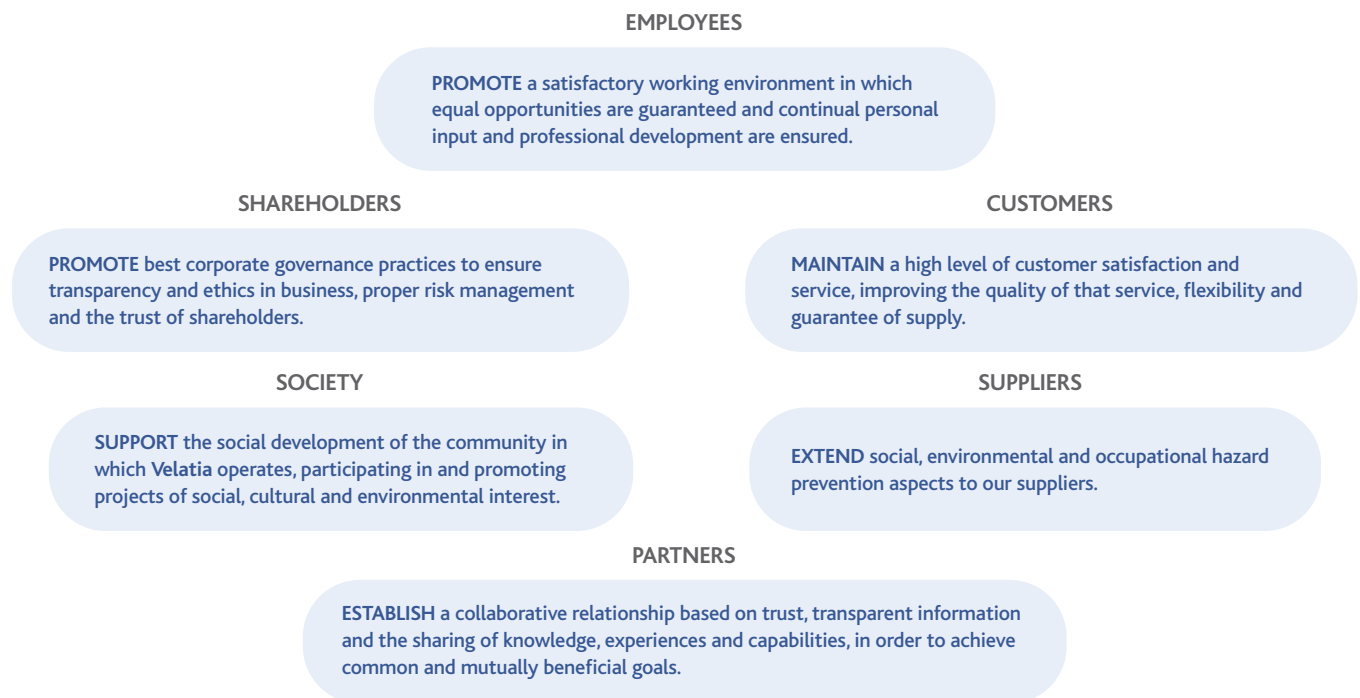 EMPLOYEES
PROMOTE a satisfactory working environment in which
equal opportunities are guaranteed and continual personal
input and professional development are ensured.
SHAREHOLDERS
PROMOTE best corporate governance practices to ensure
transparency and ethics in business, proper risk management
and the trust of shareholders.
CUSTOMERS
MAINTAIN a high level of customer satisfaction and
service, improving the quality of that service, flexibility and
guarantee of supply.
SOCIETY
SUPPORT the social development of the community in
which Velatia operates, participating in and promoting
projects of social, cultural and environmental interest.
SUPPLIERS
EXTEND social, environmental and occupational hazard
prevention aspects to our suppliers.
PARTNERS
ESTABLISH a collaborative relationship based on trust, transparent information
and the sharing of knowledge, experiences and capabilities, in order to achieve
common and mutually beneficial goals.